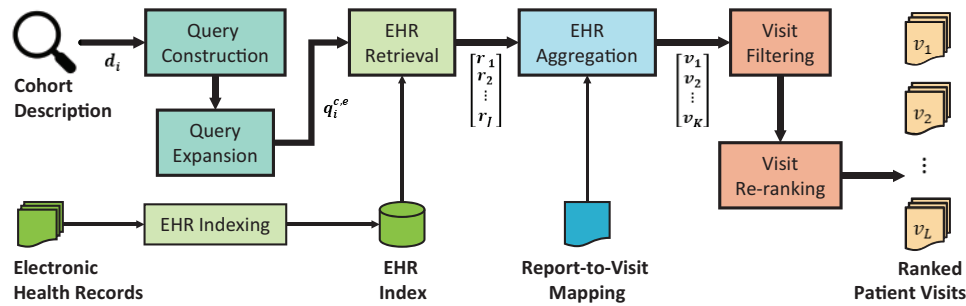 Cohort
Description
d_i
Query
Construction
Query
Expansion
q_i^{c,e}
EHR
Retrieval
r_1
r_2
⋮
r_J
EHR
Aggregation
v_1
v_2
⋮
v_K
Visit
Filtering
Visit
Re-ranking
v_1
v_2
⋮
v_L
Ranked
Patient Visits
Electronic
Health Records
EHR Indexing
EHR
Index
Report-to-Visit
Mapping